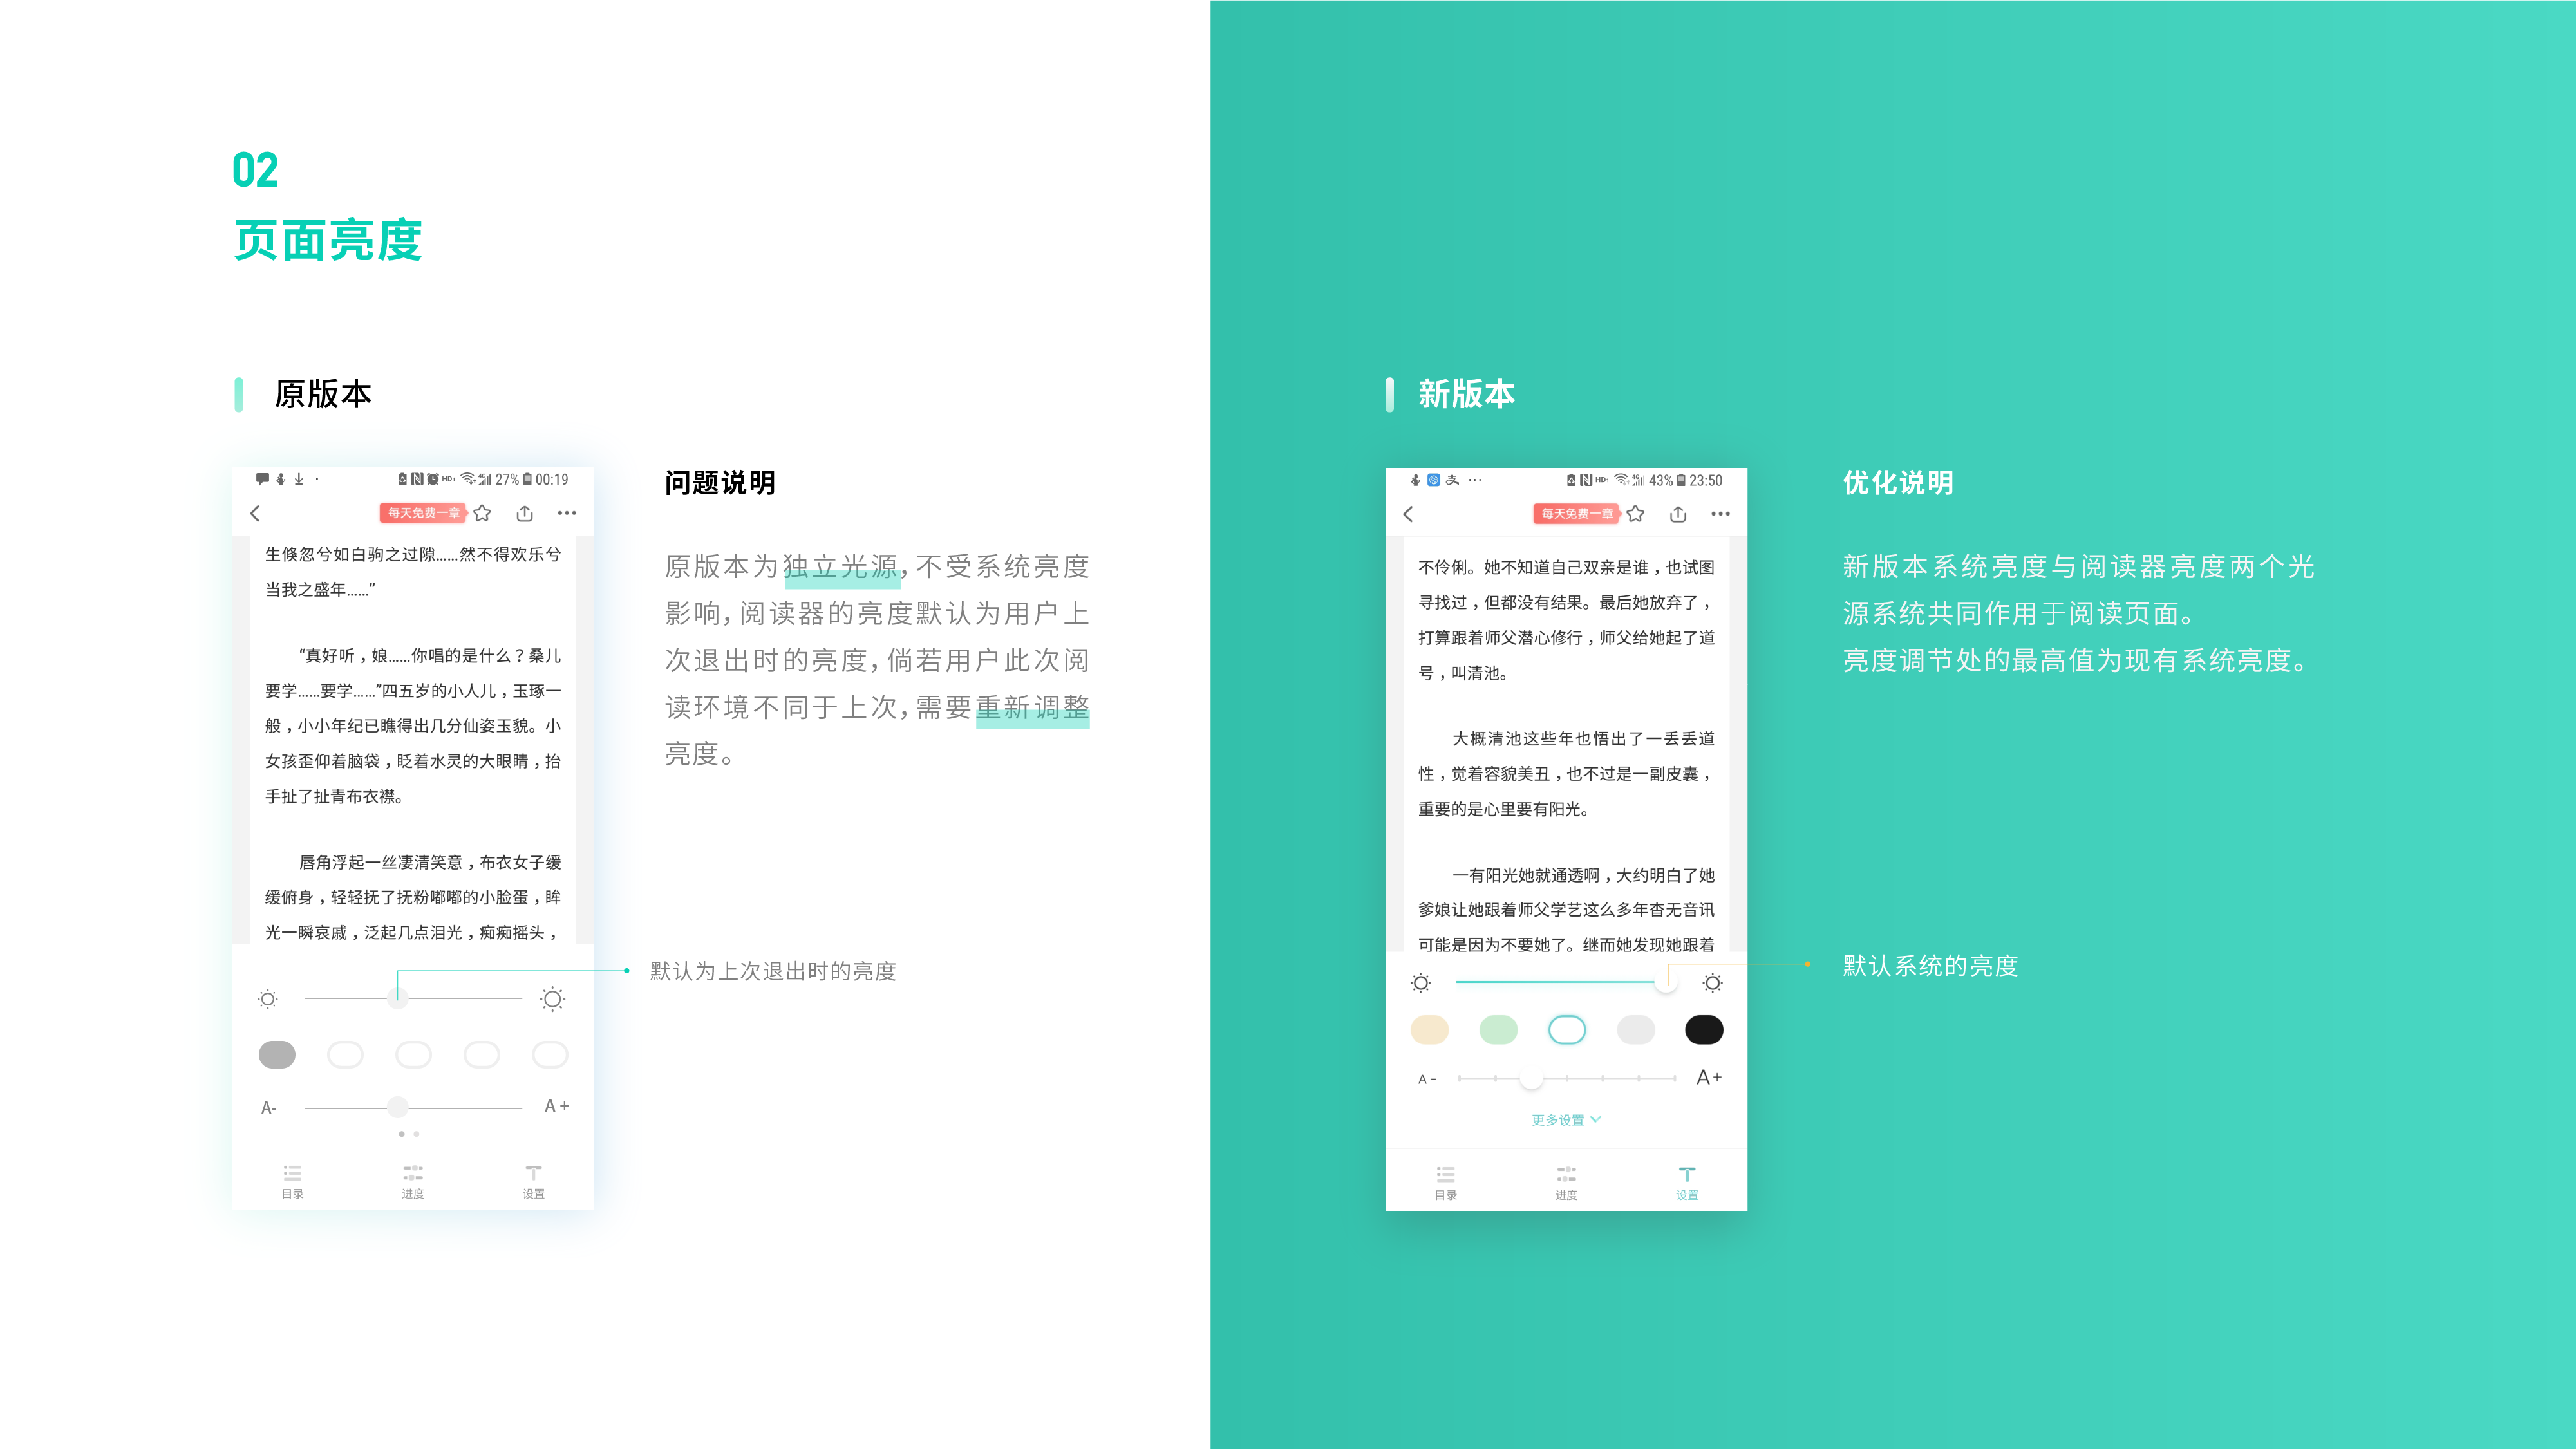 02
页面亮度
原版本
27% 00:19
每天免费一章
生倏忽兮如白驹之过隙……然不得欢乐兮
当我之盛年……”
“真好听，娘……你唱的是什么？桑儿
要学……要学……”四五岁的小人儿，玉琢一
般，小小年纪已瞧得出几分仙姿玉貌。小
女孩歪仰着脑袋，眨着水灵的大眼睛，抬
手扯了扯青布衣襟。
唇角浮起一丝凄清笑意，布衣女子缓
缓俯身，轻轻抚了抚粉嘟嘟的小脸蛋，眸
光一瞬哀戚，泛起几点泪光，痴痴摇头，
A-
A+
目录
进度
设置
问题说明
原版本为独立光源，不受系统亮度
影响，阅读器的亮度默认为用户上
次退出时的亮度，倘若用户此次阅
读环境不同于上次，需要重新调整
亮度。
默认为上次退出时的亮度
新版本
43% 23:50
每天免费一章
不伶俐。她不知道自己双亲是谁，也试图
寻找过，但都没有结果。最后她放弃了，
打算跟着师父潜心修行，师父给她起了道
号，叫清池。
大概清池这些年也悟出了一丢丢道
性，觉着容貌美丑，也不过是一副皮囊，
重要的是心里要有阳光。
一有阳光她就通透啊，大约明白了她
爹娘让她跟着师父学艺这么多年杳无音讯
可能是因为不要她了。继而她发现她跟着
A-
A+
更多设置
目录
进度
设置
优化说明
新版本系统亮度与阅读器亮度两个光
源系统共同作用于阅读页面。
亮度调节处的最高值为现有系统亮度。
默认系统的亮度